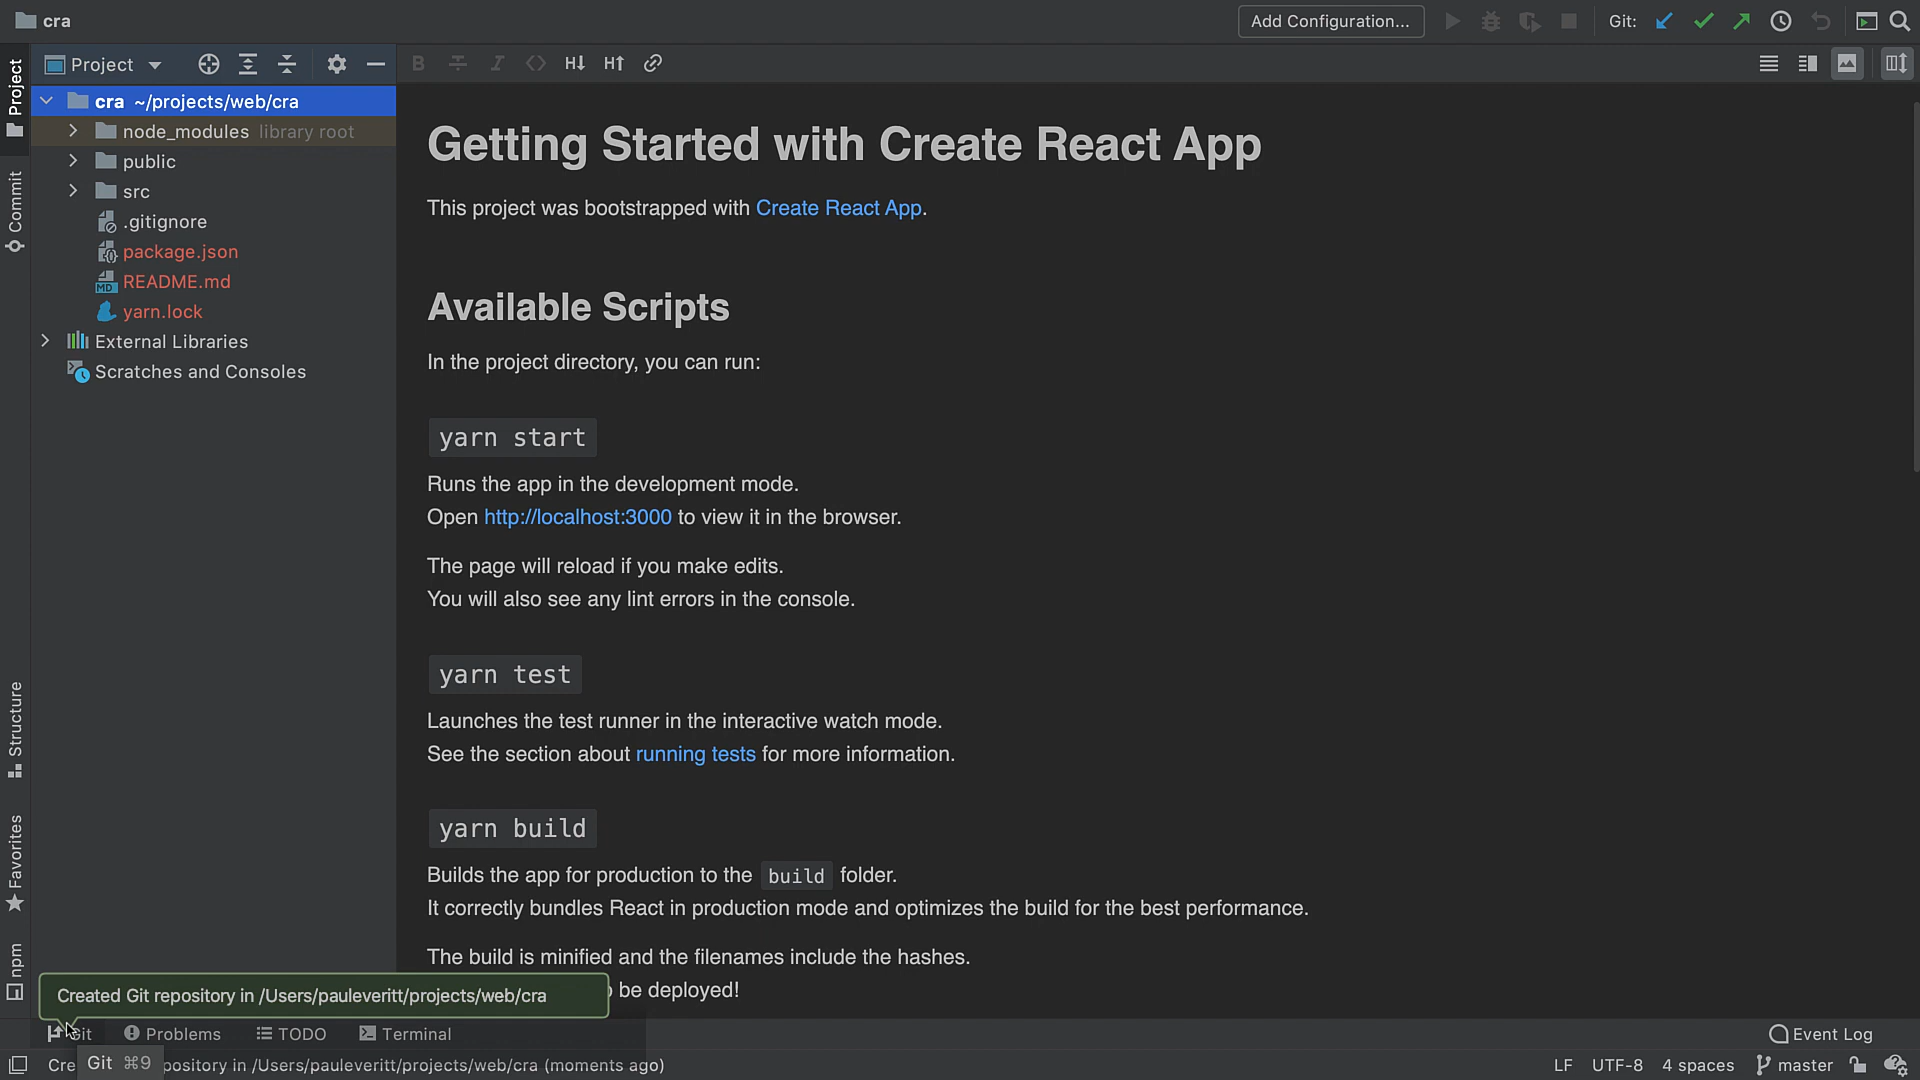 cra
Add Configuration...
Git:
Project
B I <> H↓ H↑
Project
Commit
Structure
Favorites
npm
cra ~/projects/web/cra
node_modules library root
public
src
.gitignore
package.json
README.md
yarn.lock
External Libraries
Scratches and Consoles
Getting Started with Create React App
This project was bootstrapped with Create React App.
Available Scripts
In the project directory, you can run:
yarn start
Runs the app in the development mode.
Open http://localhost:3000 to view it in the browser.
The page will reload if you make edits.
You will also see any lint errors in the console.
yarn test
Launches the test runner in the interactive watch mode.
See the section about running tests for more information.
yarn build
Builds the app for production to the build folder.
It correctly bundles React in production mode and optimizes the build for the best performance.
The build is minified and the filenames include the hashes.
be deployed!
Created Git repository in /Users/pauleveritt/projects/web/cra
Git
Problems
TODO
Terminal
Event Log
Git ⌘9
Cre pository in /Users/pauleveritt/projects/web/cra (moments ago)
LF UTF-8 4 spaces master